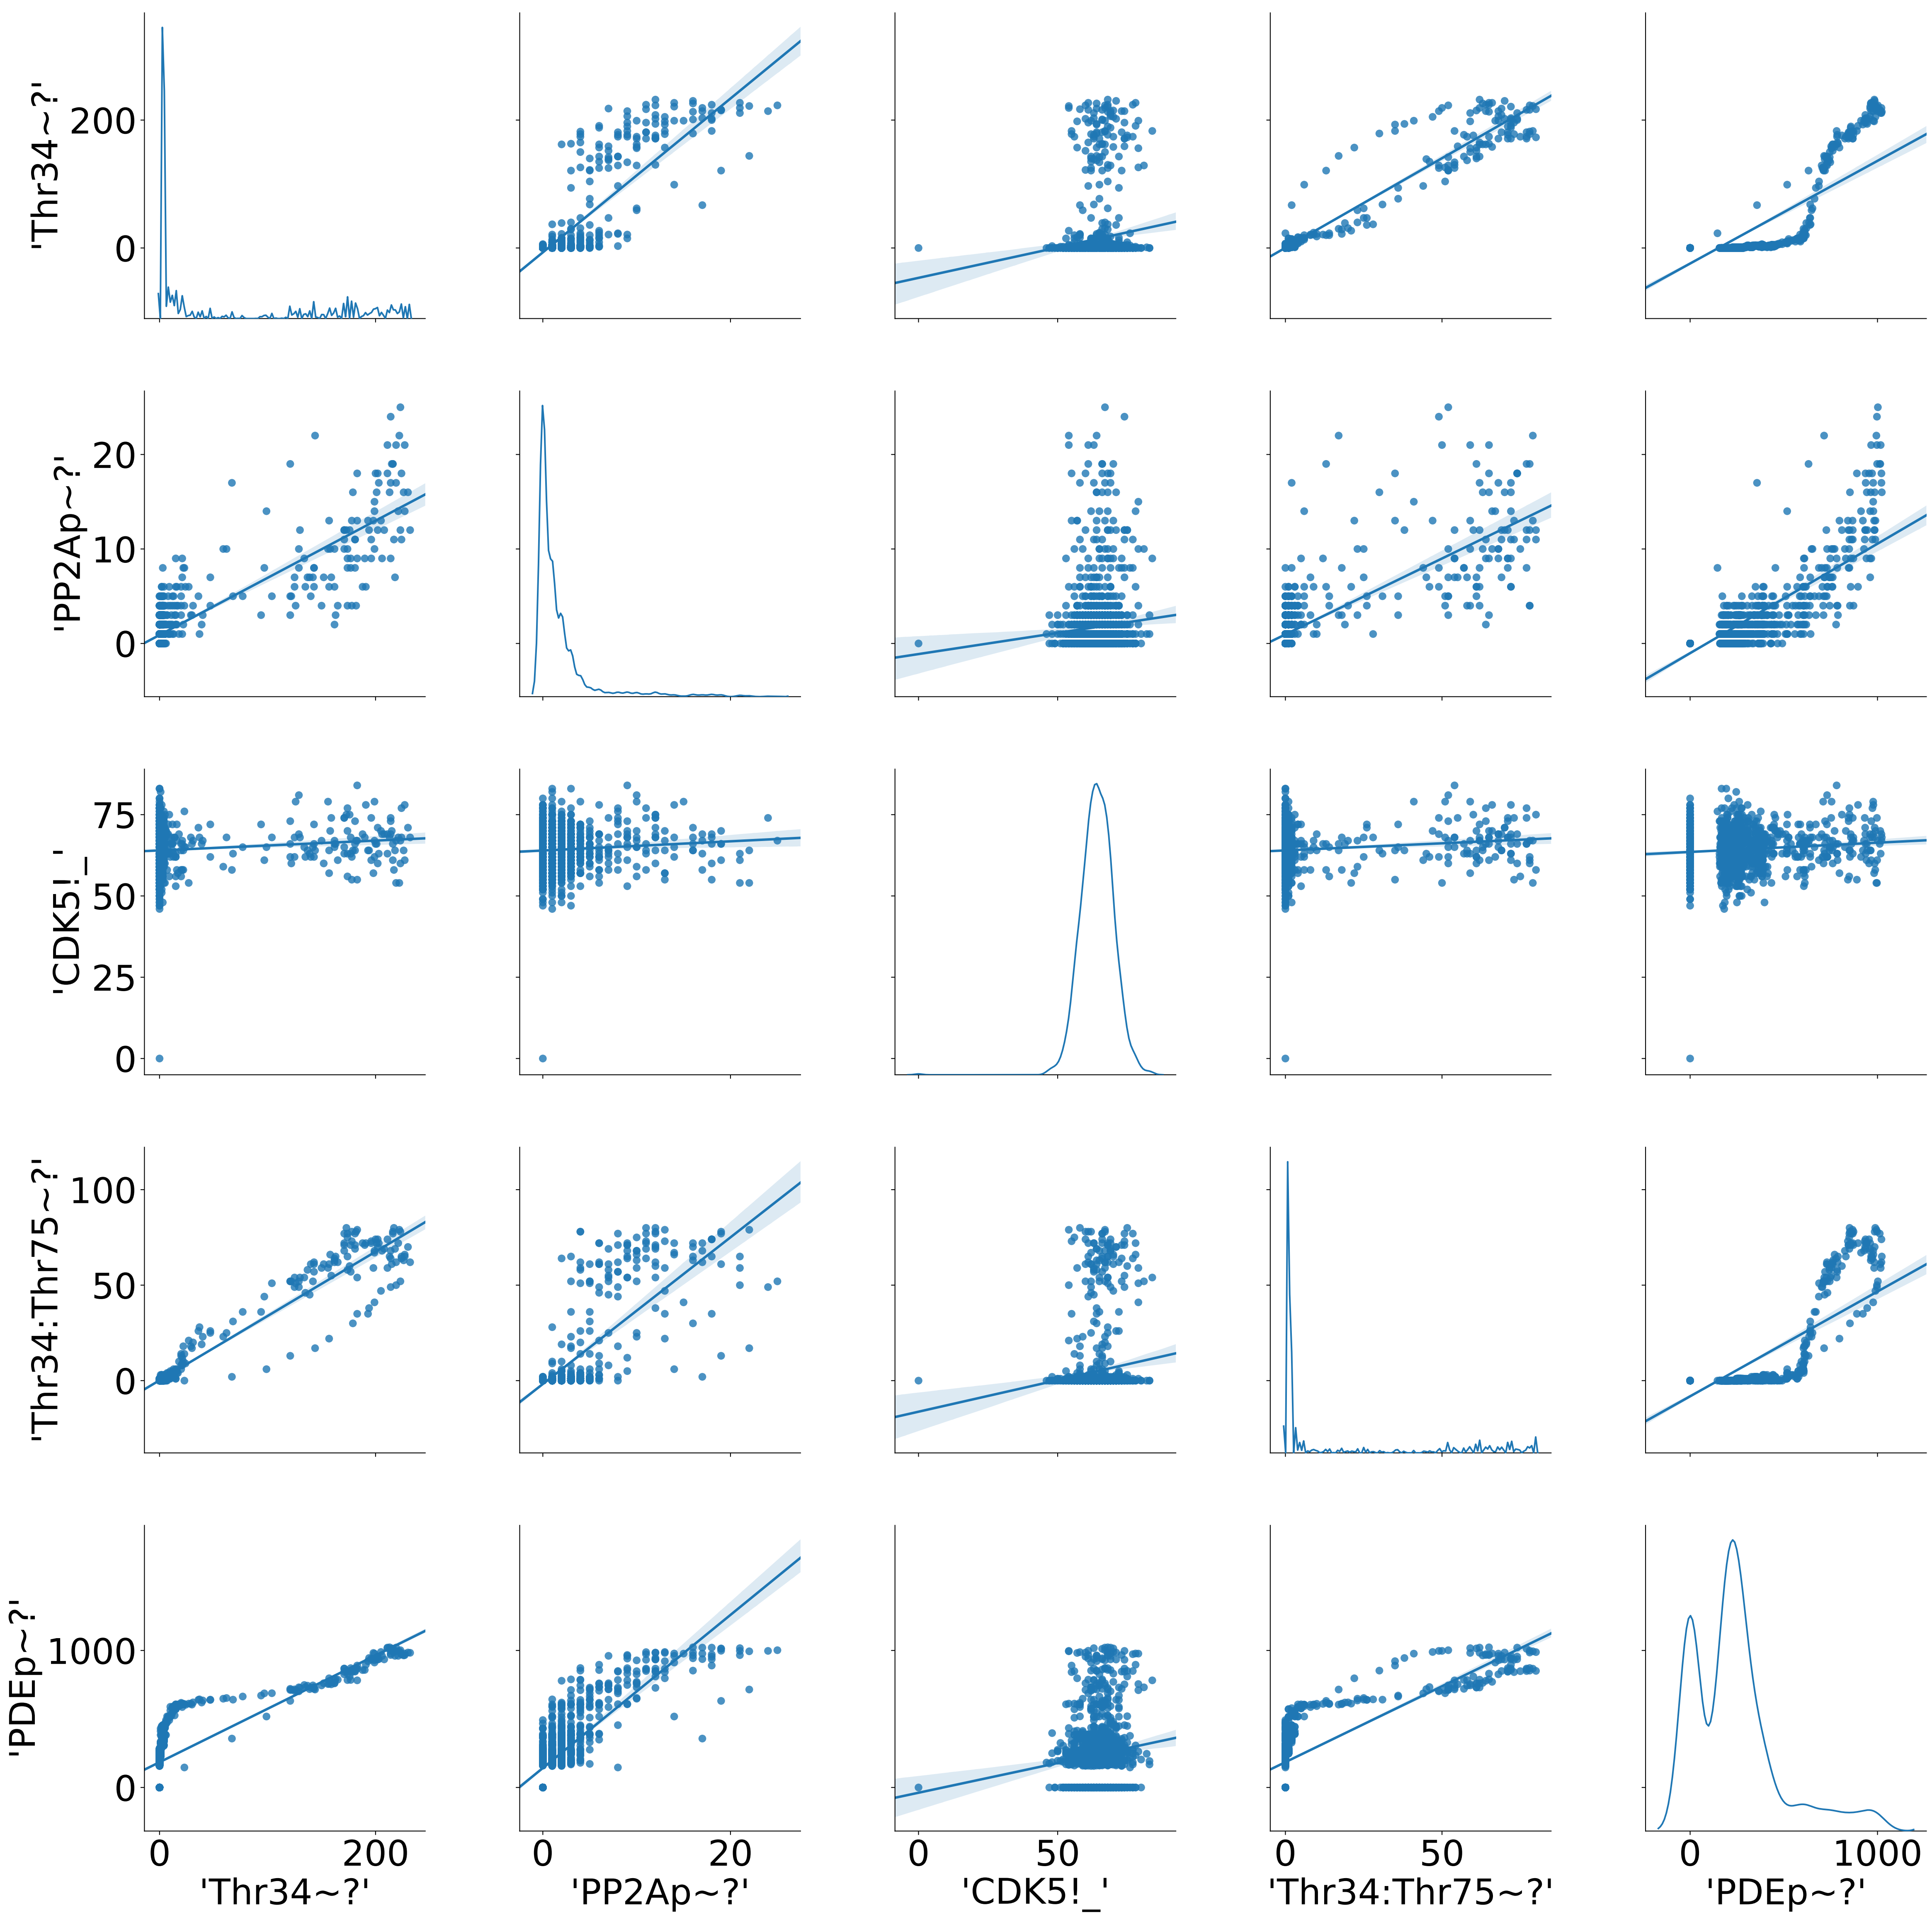 'Thr34~?'
200
0
'PP2Ap~?'
20
10
0
'CDK5!_'
75
50
25
0
'Thr34:Thr75~?'
100
50
0
'PDEp~?'
1000
0
0 200 0 20 0 50 0 50 0 1000
'Thr34~?' 'PP2Ap~?' 'CDK5!_' 'Thr34:Thr75~?' 'PDEp~?'